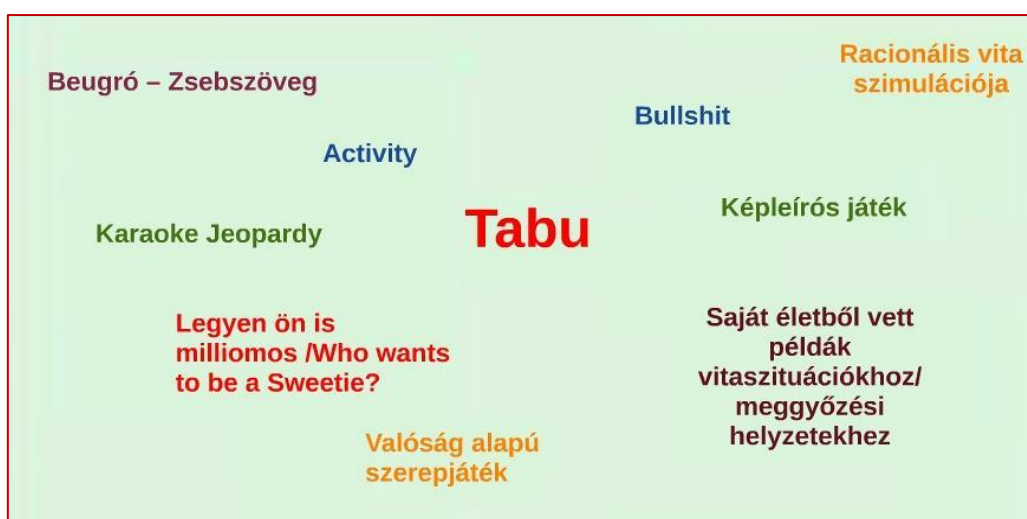 Racionális vita
szimulációja
Beugró – Zsebszöveg
Bullshit
Activity
Képleírós játék
Tabu
Karaoke Jeopardy
Legyen ön is
milliomos /Who wants
to be a Sweetie?
Saját életből vett
példák
vitaszituációkhoz/
meggyőzési
helyzetekhez
Valóság alapú
szerepjáték